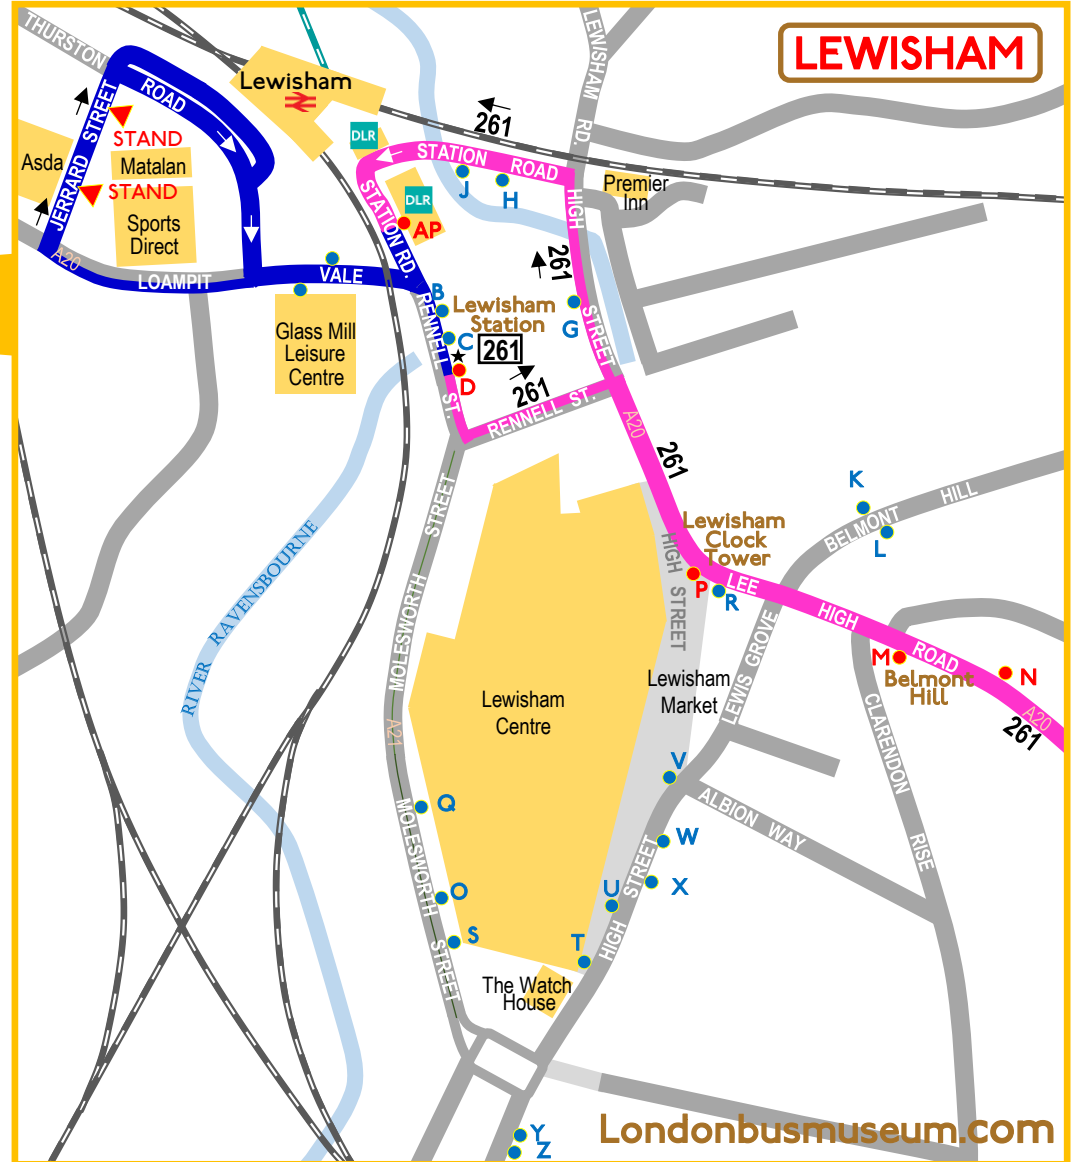 LEWISHAM
THURSTON
ROAD
Lewisham
LEWISHAM RD.
261
DLR
STATION ROAD
JERRARD STREET
STAND
Asda
Matalan
STAND
Sports
Direct
STATION RD.
DLR
AP
J
H
HIGH
Premier
Inn
A20
LOAMPIT
VALE
261
RENNELL
B
C
Lewisham
Station
261
G
STREET
Glass Mill
Leisure
Centre
D
ST.
261
RENNELL ST.
A20
261
STREET
K
BELMONT
HILL
L
Lewisham
Clock
Tower
HIGH STREET
P
R
LEE
HIGH
ROAD
RIVER RAVENSBOURNE
MOLESWORTH
A21
Lewisham
Centre
Lewisham
Market
LEWIS GROVE
M
Belmont
Hill
N
A20
261
CLARENDON
RISE
V
ALBION WAY
Q
MOLESWORTH
STREET
W
X
U
HIGH STREET
O
S
T
The Watch
House
Y
Z
Londonbusmuseum.com